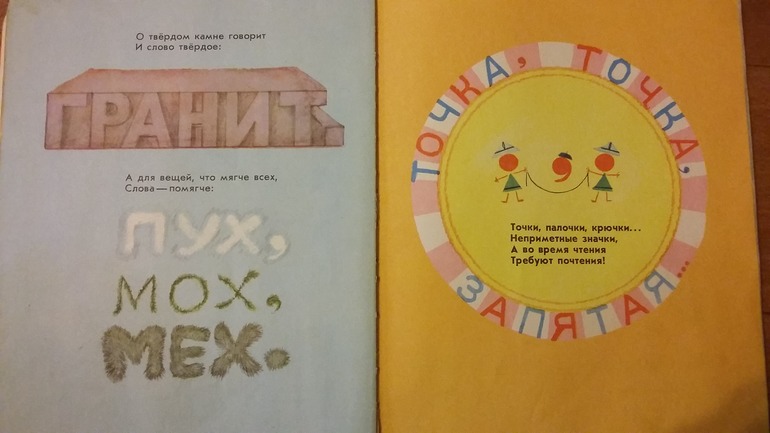 О твёрдом камне говорит
И слово твёрдое:
ГРАНИТ.
А для вещей, что мягче всех,
Слова — помягче:
ПУХ,
МОХ,
МЕХ.
ТОЧКА, ТОЧКА,
ЗАПЯТАЯ...
Точки, палочки, крючки...
Неприметные значки,
А во время чтения
Требуют почтения!